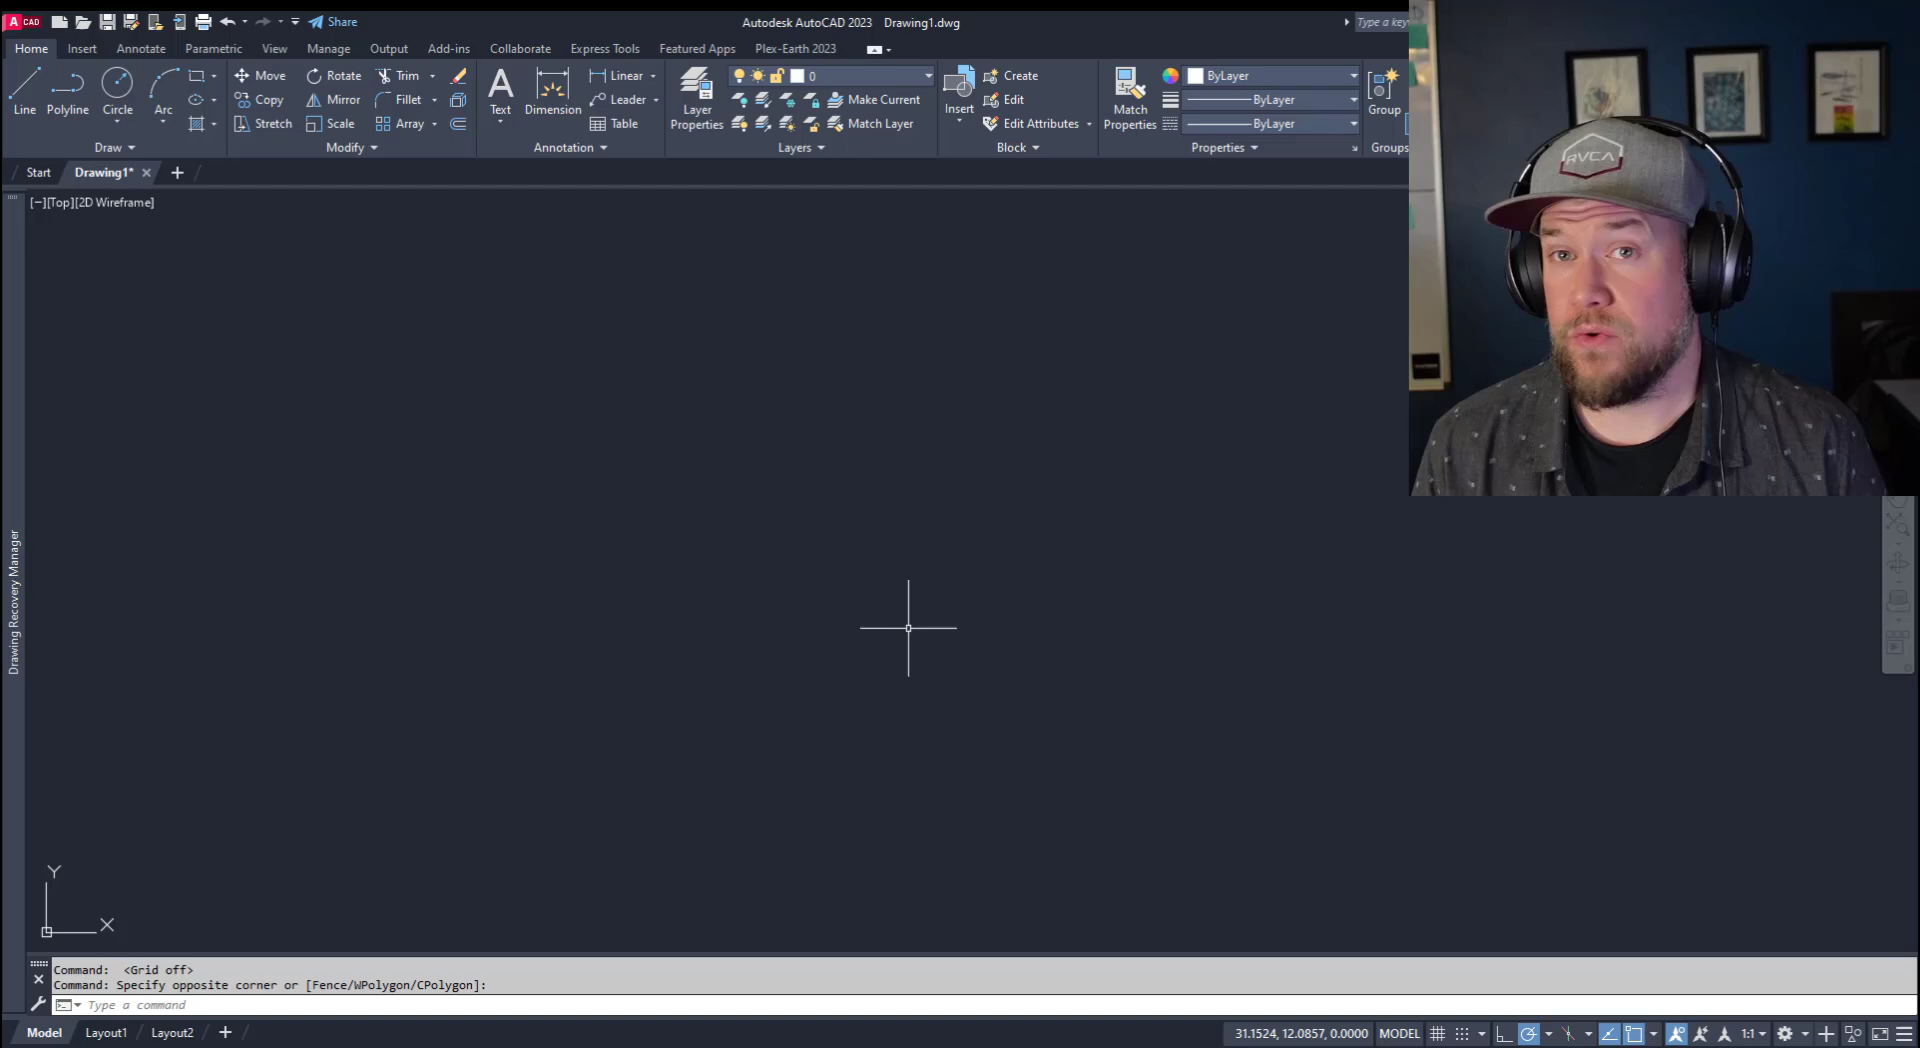 A CAD
Share
Autodesk AutoCAD 2023 Drawing1.dwg
Type a key
Home Insert Annotate Parametric View Manage Output Add-ins Collaborate Express Tools Featured Apps Plex-Earth 2023
Line Polyline Circle Arc
Draw
Move Rotate Trim
Copy Mirror Fillet
Stretch Scale Array
Modify
A
Text Dimension
Linear
Leader
Table
Annotation
Layer
Properties
0
Make Current
Match Layer
Layers
Insert
Create
Edit
Edit Attributes
Block
Match
Properties
ByLayer
ByLayer
ByLayer
Properties
Group
Groups
Start Drawing1*
[−][Top][2D Wireframe]
RVCA
Drawing Recovery Manager
Y
X
Command: <Grid off>
Command: Specify opposite corner or [Fence/WPolygon/CPolygon]:
Type a command
Model Layout1 Layout2
31.1524, 12.0857, 0.0000 MODEL 1:1